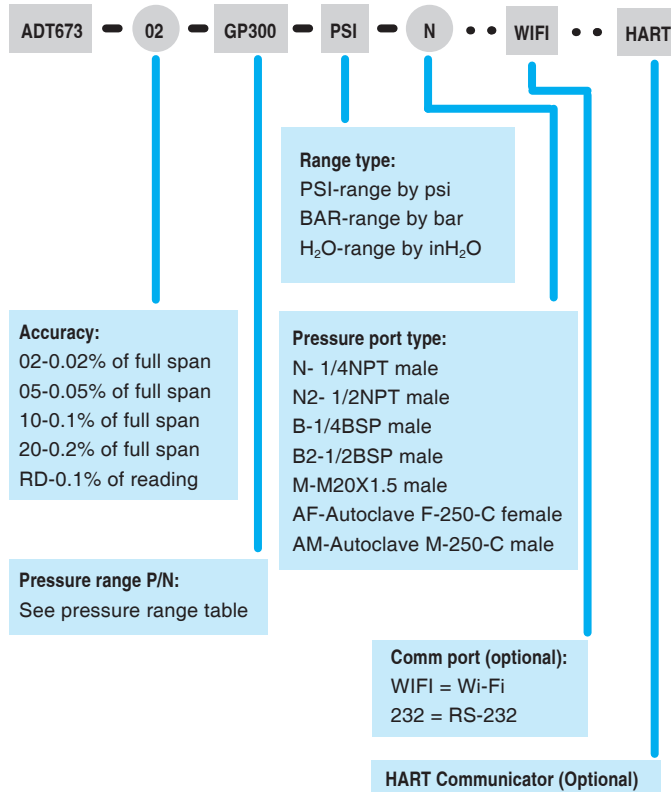 ADT673 – 02 – GP300 – PSI – N •• WIFI •• HART
Range type:
PSI-range by psi
BAR-range by bar
H₂O-range by inH₂O
Accuracy:
02-0.02% of full span
05-0.05% of full span
10-0.1% of full span
20-0.2% of full span
RD-0.1% of reading
Pressure port type:
N- 1/4NPT male
N2- 1/2NPT male
B-1/4BSP male
B2-1/2BSP male
M-M20X1.5 male
AF-Autoclave F-250-C female
AM-Autoclave M-250-C male
Pressure range P/N:
See pressure range table
Comm port (optional):
WIFI = Wi-Fi
232 = RS-232
HART Communicator (Optional)